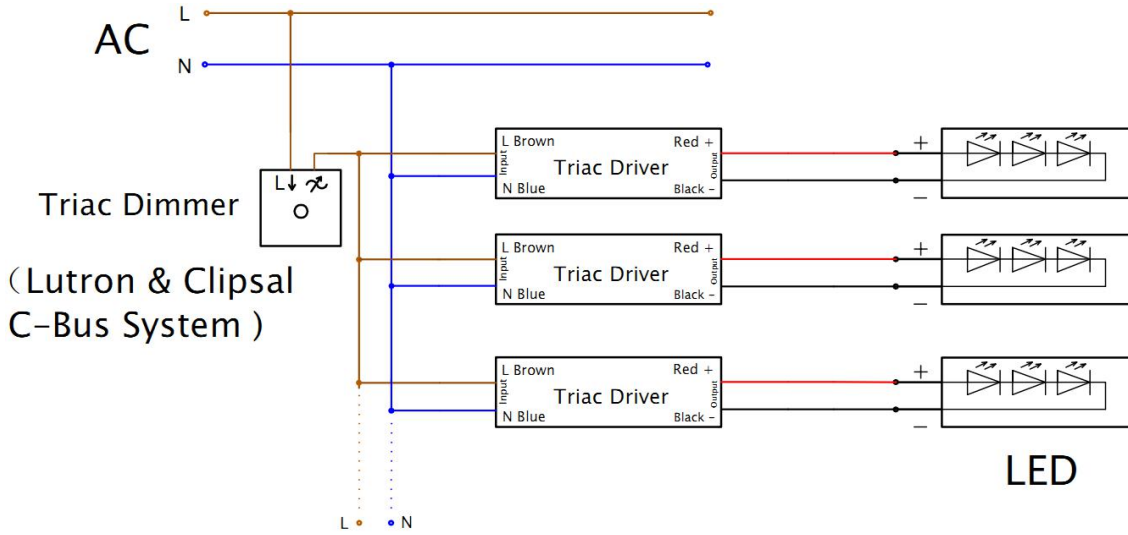 L
AC
N
L Brown
Red +
Input
Triac Driver
Output
N Blue
Black -
+
−
L
Triac Dimmer
(Lutron & Clipsal
C-Bus System )
L Brown
Red +
Input
Triac Driver
Output
N Blue
Black -
+
−
L Brown
Red +
Input
Triac Driver
Output
N Blue
Black -
+
−
LED
L
N